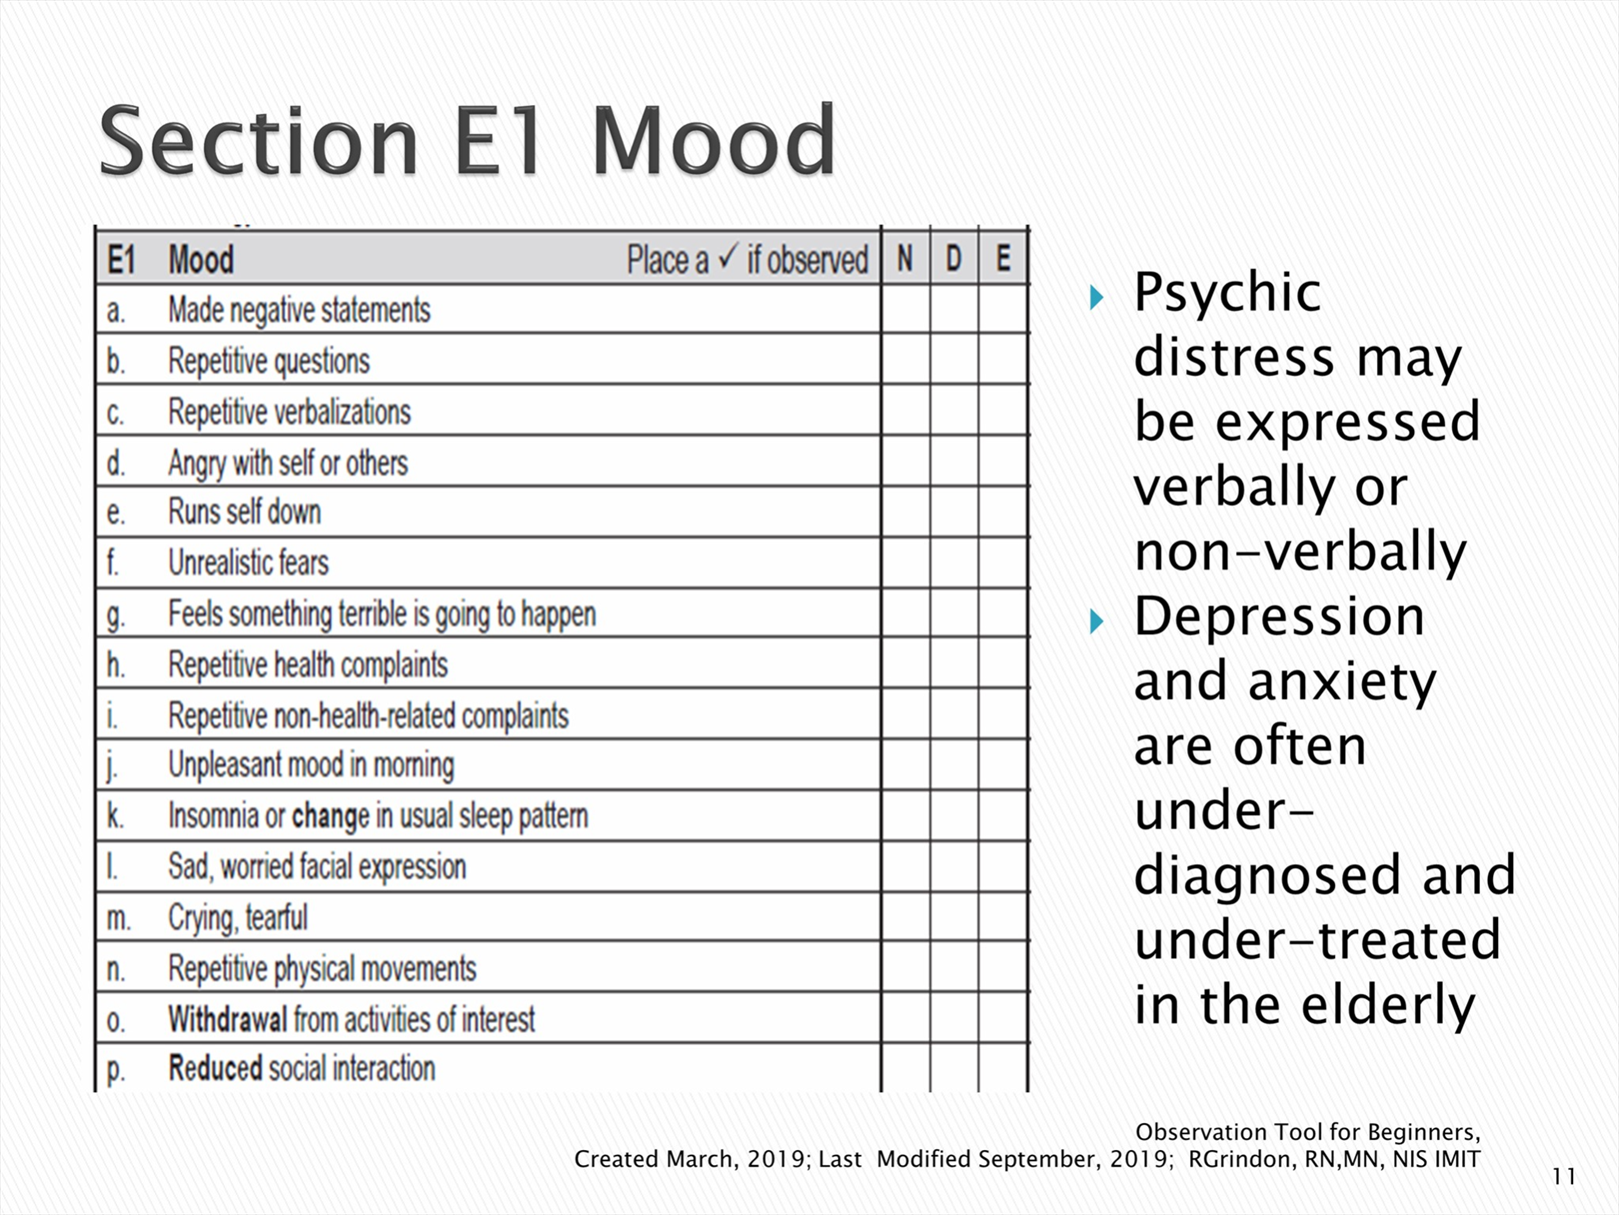 Section E1 Mood
E1 Mood Place a ✓ if observed N D E
a. Made negative statements
b. Repetitive questions
c. Repetitive verbalizations
d. Angry with self or others
e. Runs self down
f. Unrealistic fears
g. Feels something terrible is going to happen
h. Repetitive health complaints
i. Repetitive non-health-related complaints
j. Unpleasant mood in morning
k. Insomnia or change in usual sleep pattern
l. Sad, worried facial expression
m. Crying, tearful
n. Repetitive physical movements
o. Withdrawal from activities of interest
p. Reduced social interaction
Psychic
distress may
be expressed
verbally or
non-verbally
Depression
and anxiety
are often
under-
diagnosed and
under-treated
in the elderly
Observation Tool for Beginners,
Created March, 2019; Last Modified September, 2019; RGrindon, RN,MN, NIS IMIT
11